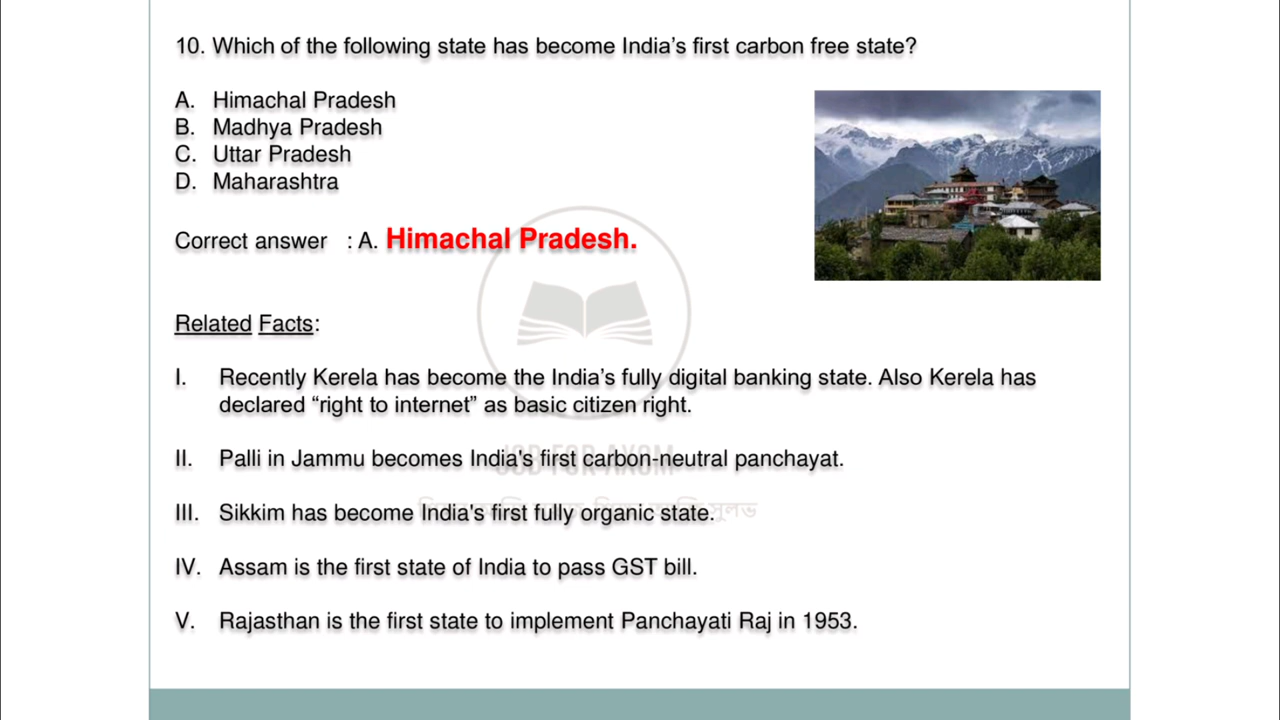 10. Which of the following state has become India’s first carbon free state?
A. Himachal Pradesh
B. Madhya Pradesh
C. Uttar Pradesh
D. Maharashtra
Correct answer : A. Himachal Pradesh.
Related Facts:
I. Recently Kerela has become the India’s fully digital banking state. Also Kerela has
declared “right to internet” as basic citizen right.
JOB FOR AXOM
II. Palli in Jammu becomes India's first carbon-neutral panchayat.
সুলভ
III. Sikkim has become India's first fully organic state.
IV. Assam is the first state of India to pass GST bill.
V. Rajasthan is the first state to implement Panchayati Raj in 1953.